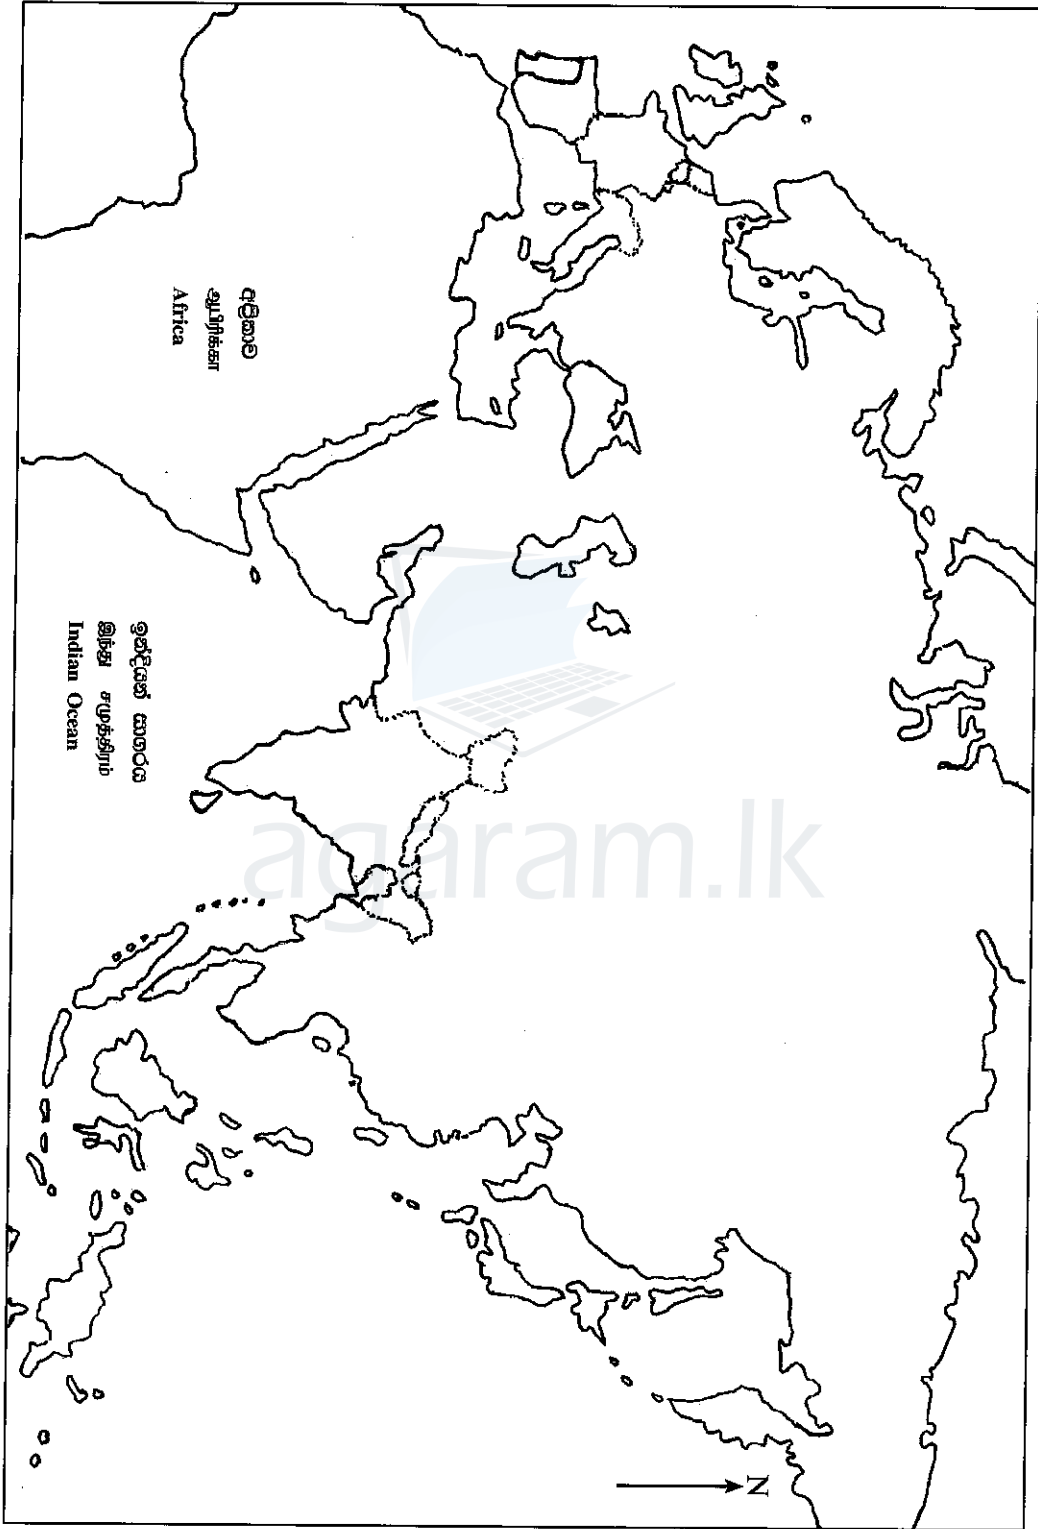 අප්‍රිකාව
ஆபிரிக்கா
Africa
ඉන්දියන් සාගරය
இந்து சமுத்திரம்
Indian Ocean
agaram.lk
N